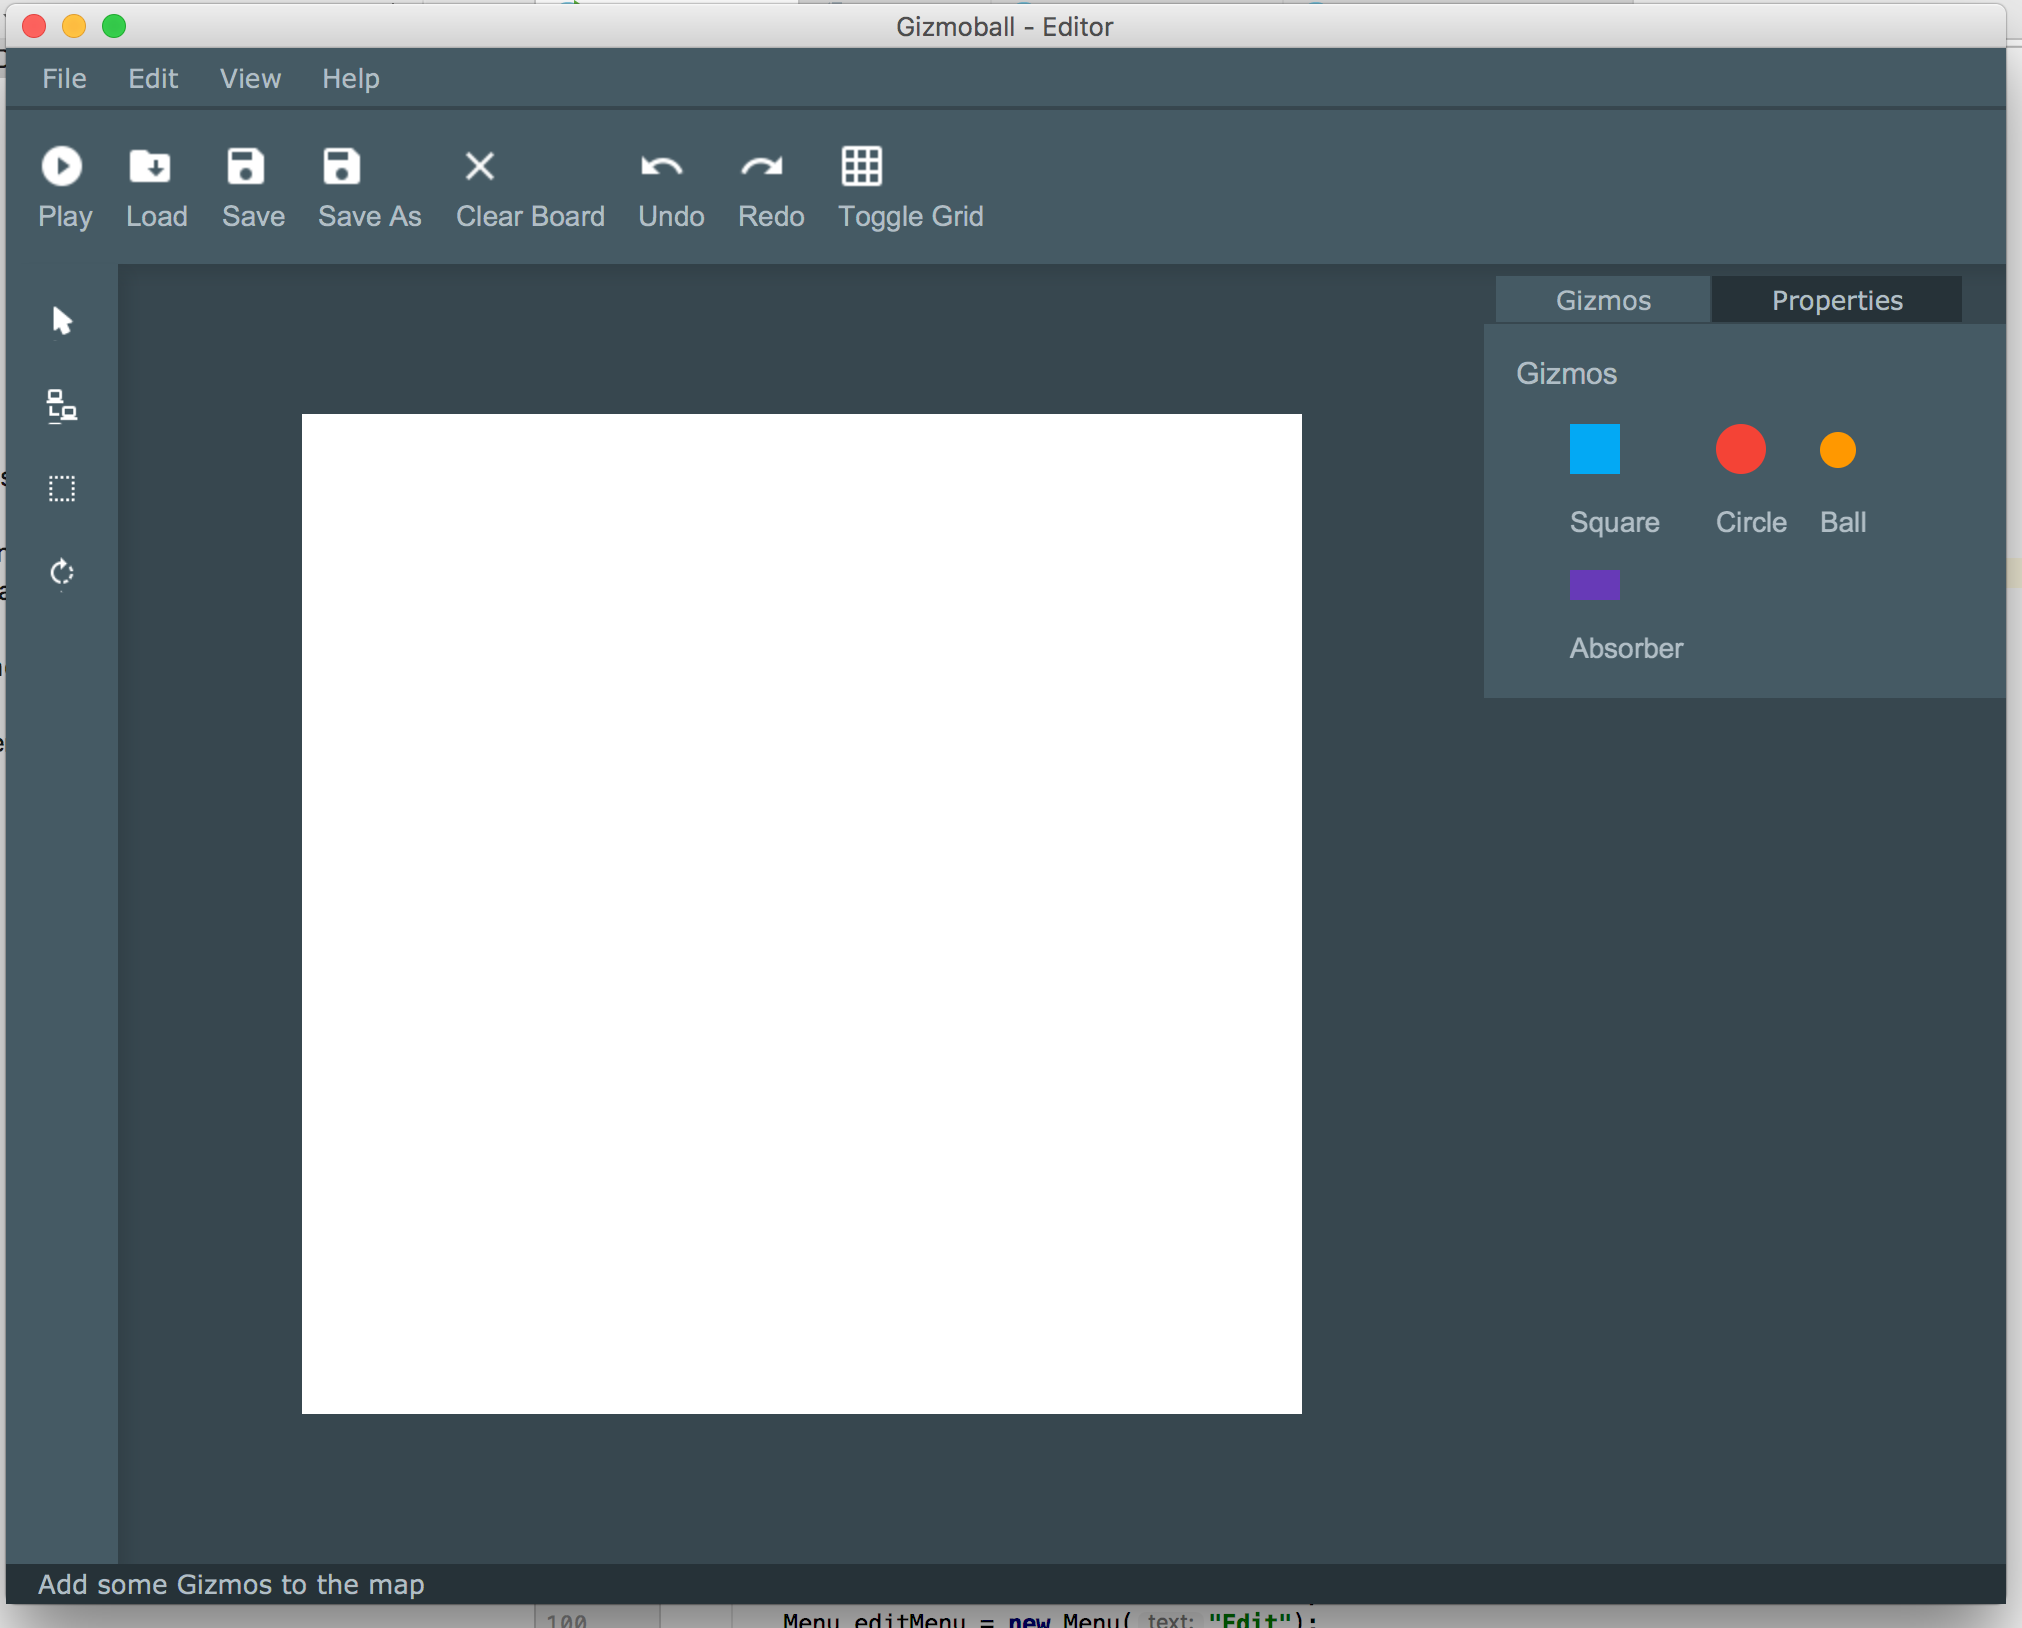 Gizmoball - Editor
File Edit View Help
Play Load Save Save As Clear Board Undo Redo Toggle Grid
Gizmos Properties
Gizmos
Square Circle Ball
Absorber
Add some Gizmos to the map
100 Menu editMenu = new Menu( text: "Edit");